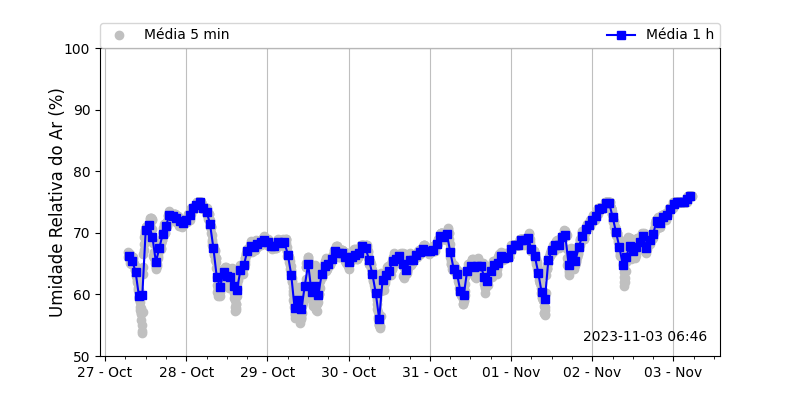 Média 5 min
Média 1 h
Umidade Relativa do Ar (%)
100
90
80
70
60
50
2023-11-03 06:46
27 - Oct
28 - Oct
29 - Oct
30 - Oct
31 - Oct
01 - Nov
02 - Nov
03 - Nov